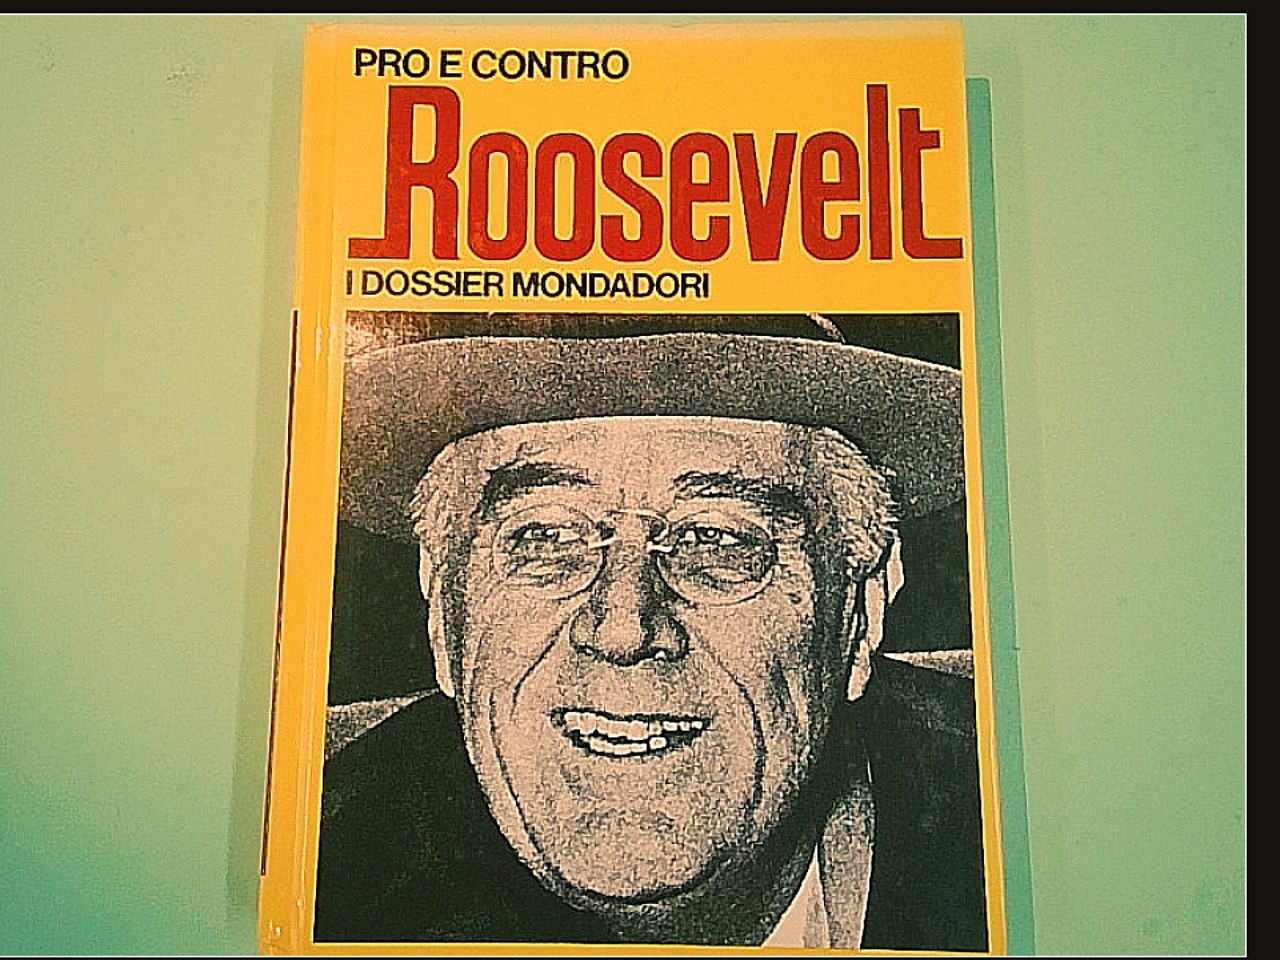 PRO E CONTRO
Roosevelt
I DOSSIER MONDADORI